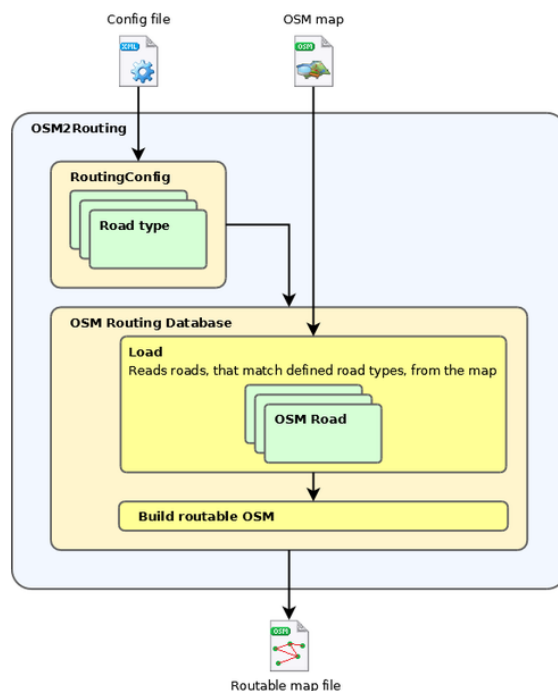 Config file
OSM map
XML
OSM
OSM2Routing
RoutingConfig
Road type
OSM Routing Database
Load
Reads roads, that match defined road types, from the map
OSM Road
Build routable OSM
OSM
Routable map file